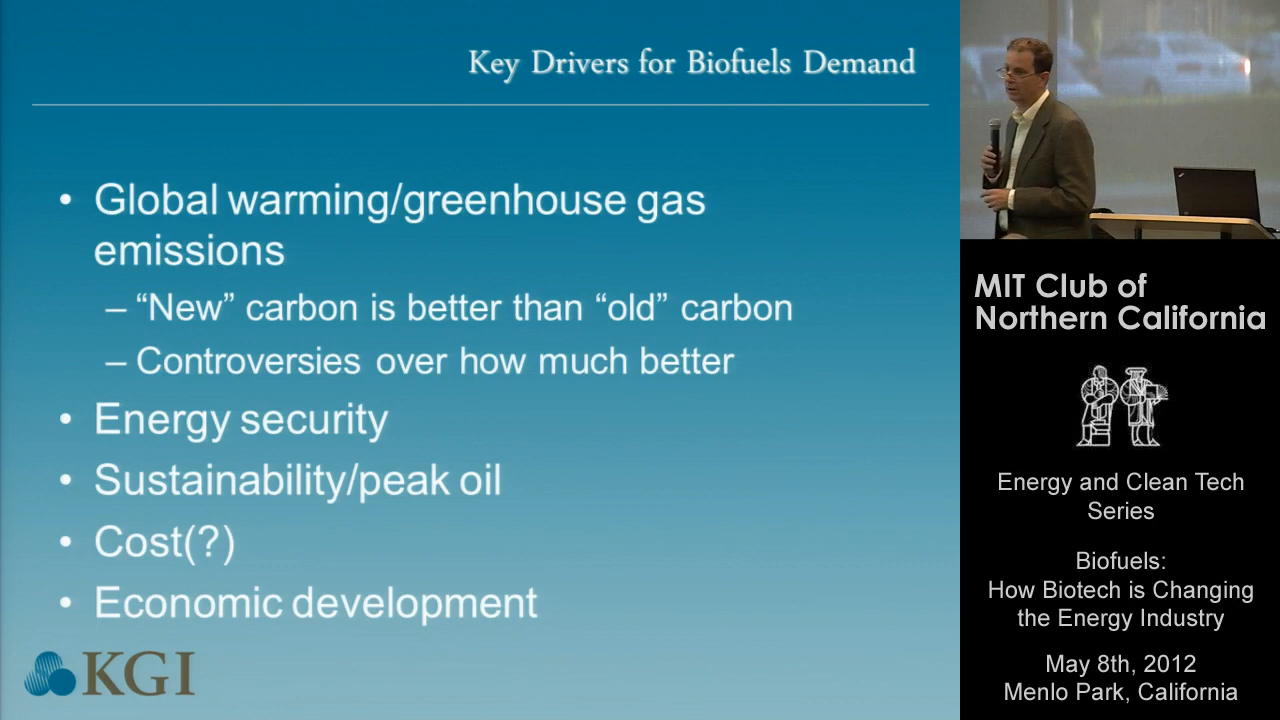 Key Drivers for Biofuels Demand
• Global warming/greenhouse gas
emissions
– “New” carbon is better than “old” carbon
– Controversies over how much better
• Energy security
• Sustainability/peak oil
• Cost(?)
• Economic development
KGI
MIT Club of
Northern California
Energy and Clean Tech
Series
Biofuels:
How Biotech is Changing
the Energy Industry
May 8th, 2012
Menlo Park, California